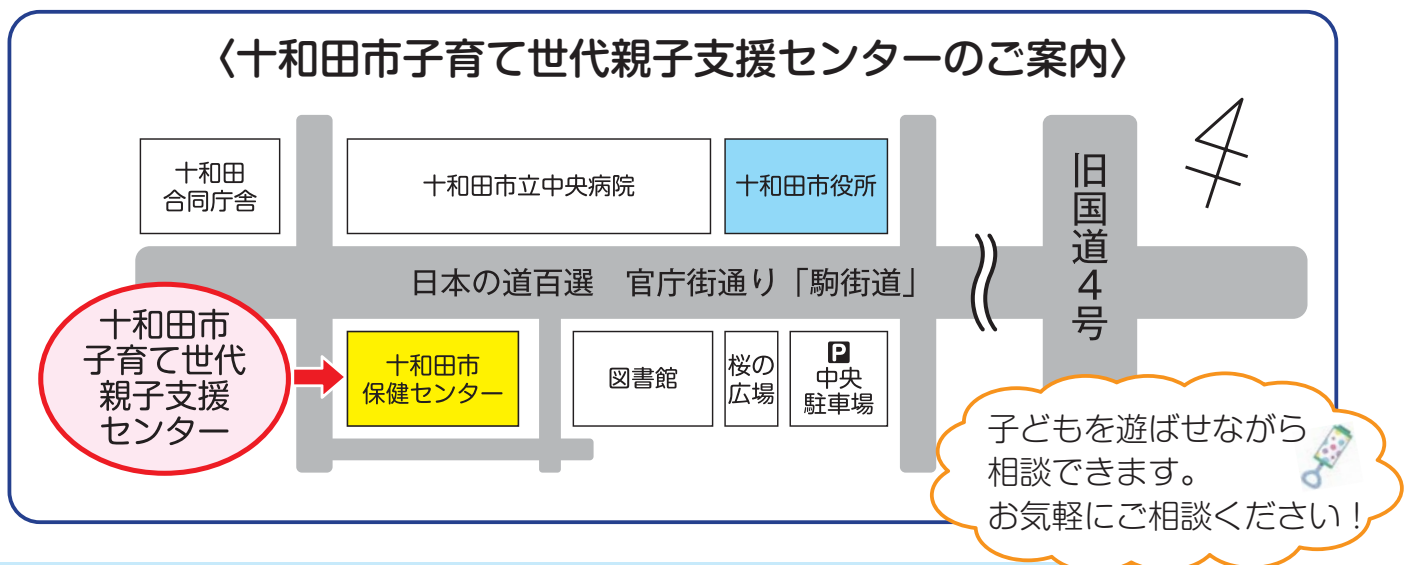 〈十和田市子育て世代親子支援センターのご案内〉
十和田
合同庁舎
十和田市立中央病院
十和田市役所
旧国道4号
日本の道百選　官庁街通り「駒街道」
十和田市
子育て世代
親子支援
センター
十和田市
保健センター
図書館
桜の
広場
P
中央
駐車場
子どもを遊ばせながら
相談できます。
お気軽にご相談ください！